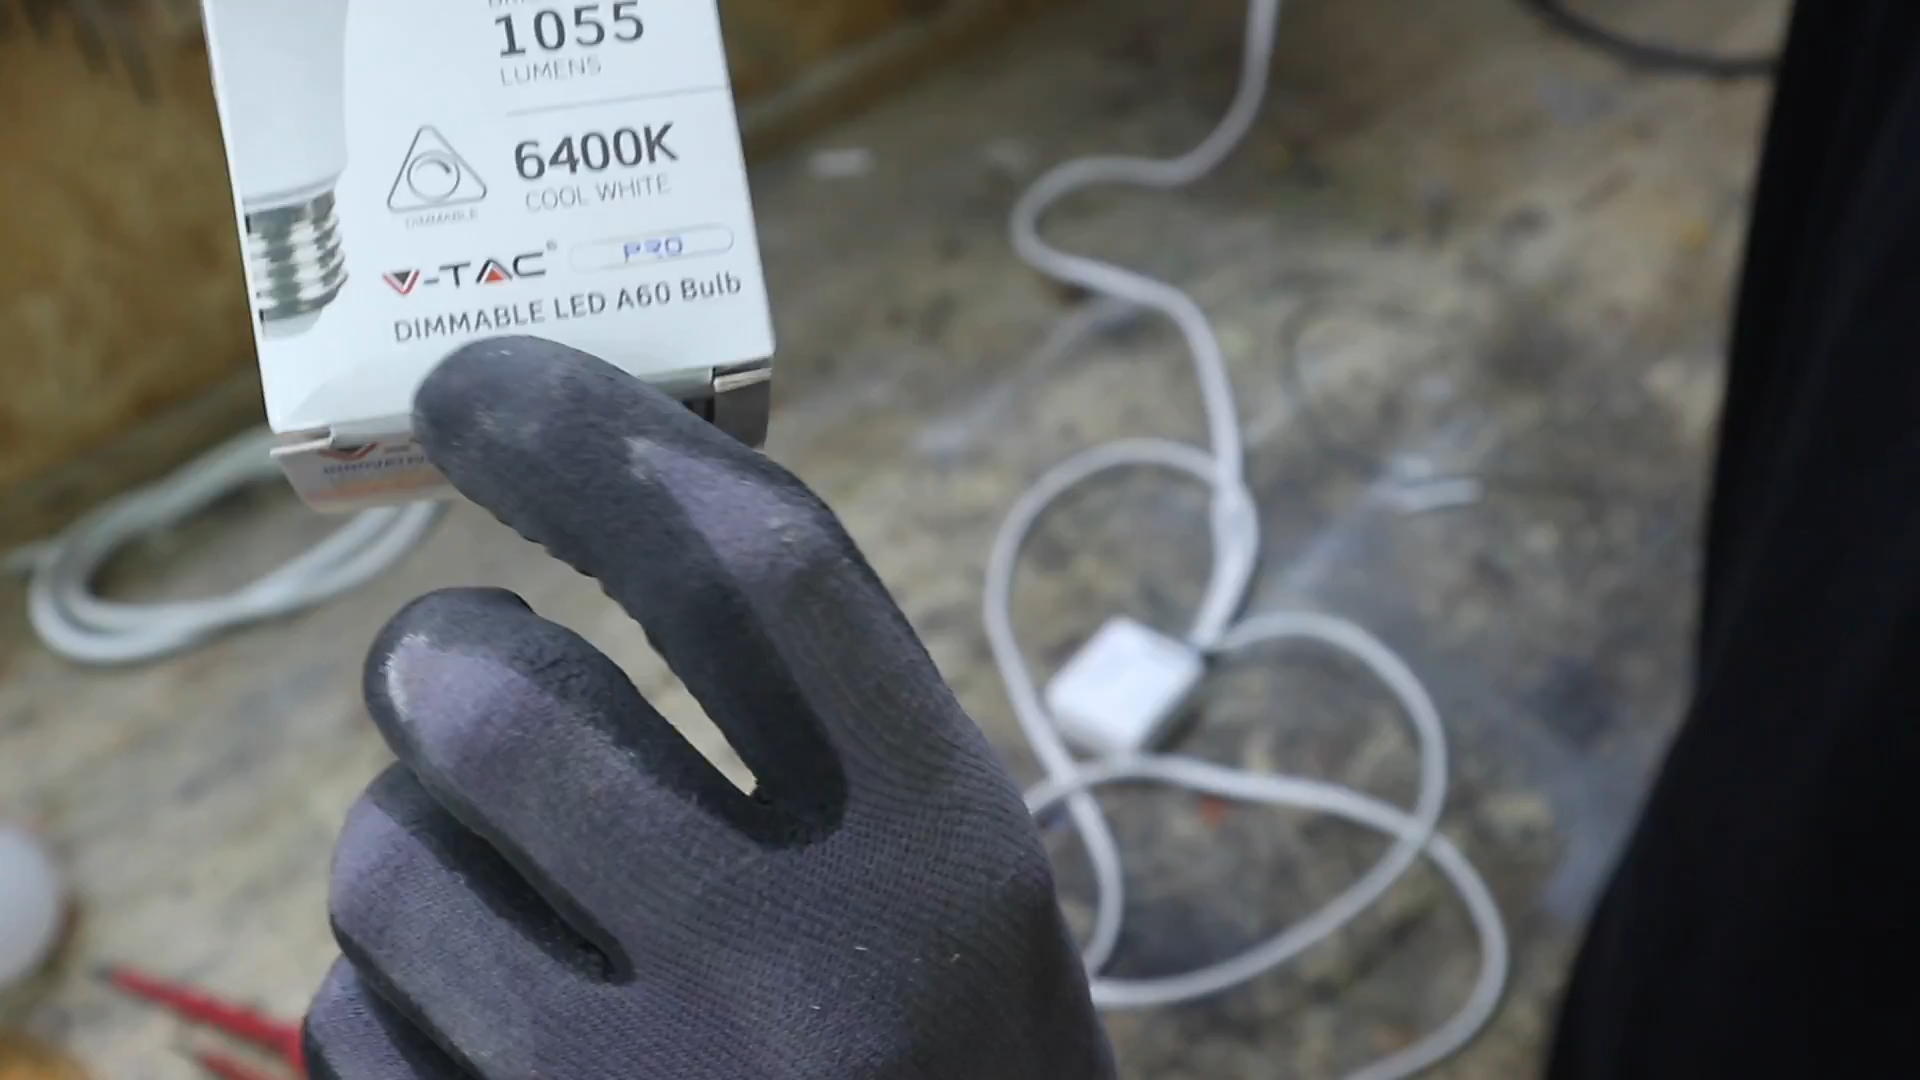 1055
LUMENS
6400K
COOL WHITE
DIMMABLE
V-TAC® PRO
DIMMABLE LED A60 Bulb